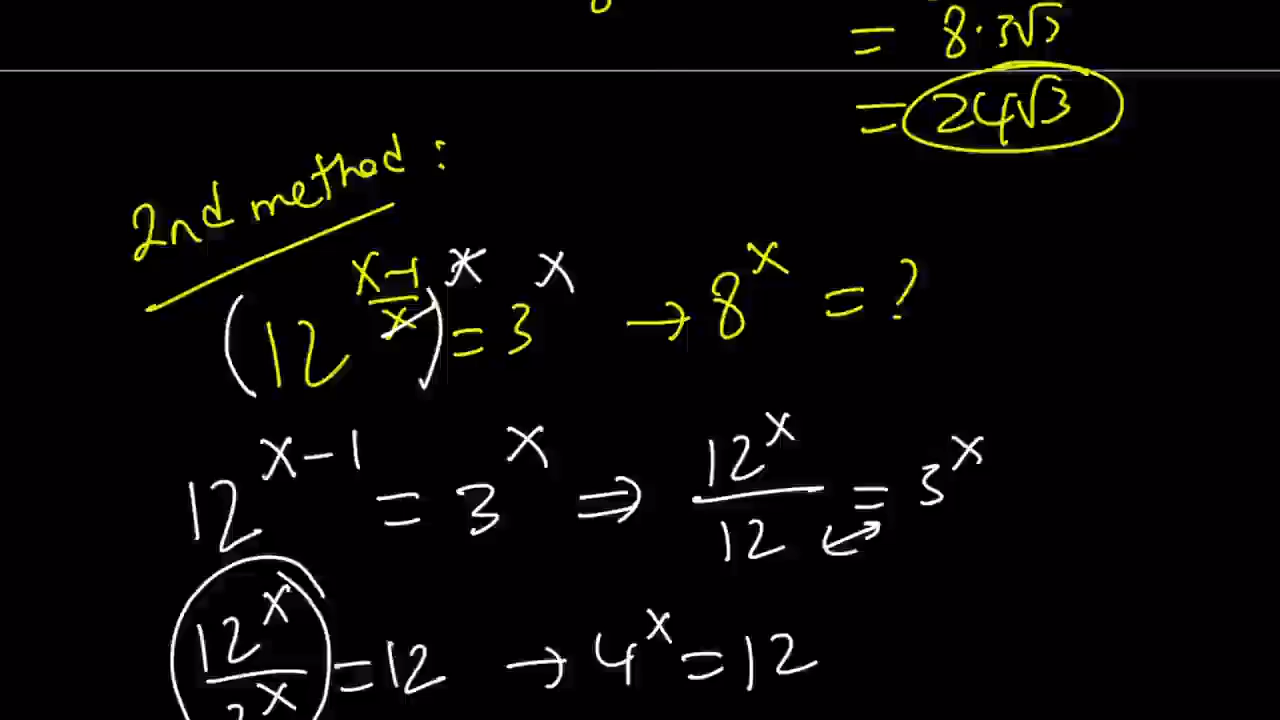 = 8·3√3
= 24√3
2nd method:
(12^((x-1)/x))^x = 3^x → 8^x = ?
12^(x-1) = 3^x ⇒ 12^x/12 = 3^x
12^x/3^x = 12 → 4^x = 12